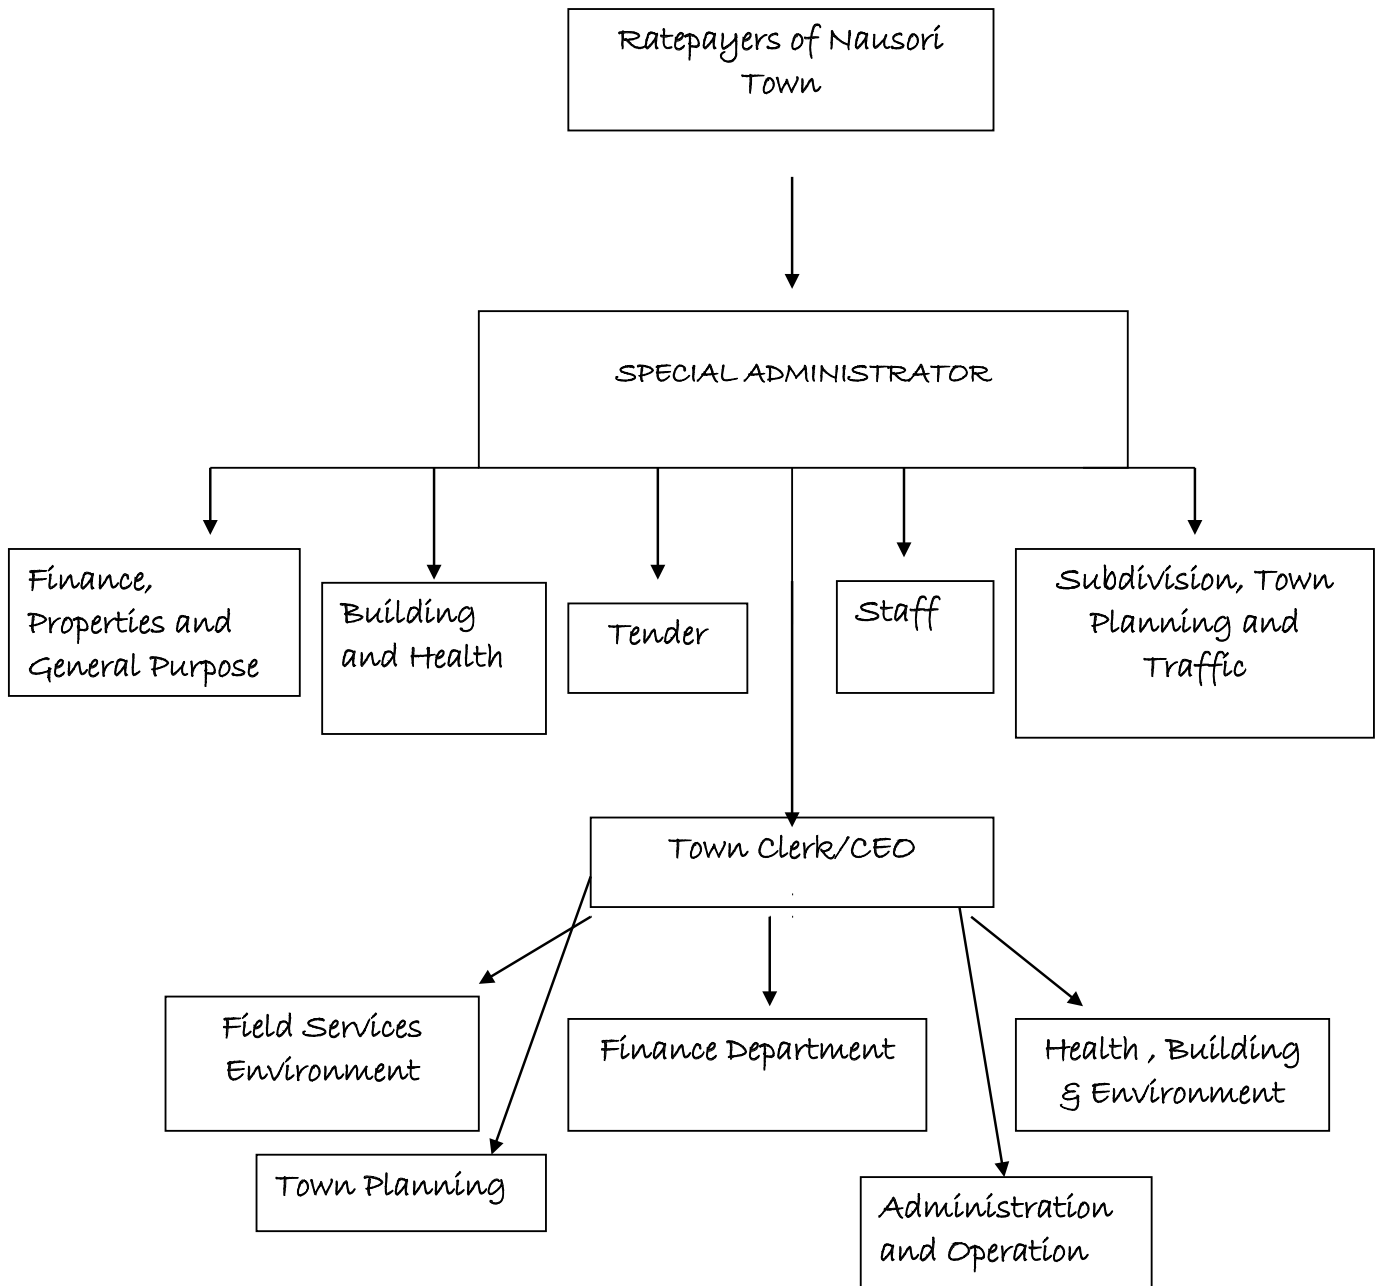 Ratepayers of Nausori
Town
SPECIAL ADMINISTRATOR
Finance,
Properties and
General Purpose
Building
and Health
Tender
Staff
Subdivision, Town
Planning and
Traffic
Town Clerk/CEO
Field Services
Environment
Finance Department
Health , Building
& Environment
Town Planning
Administration
and Operation